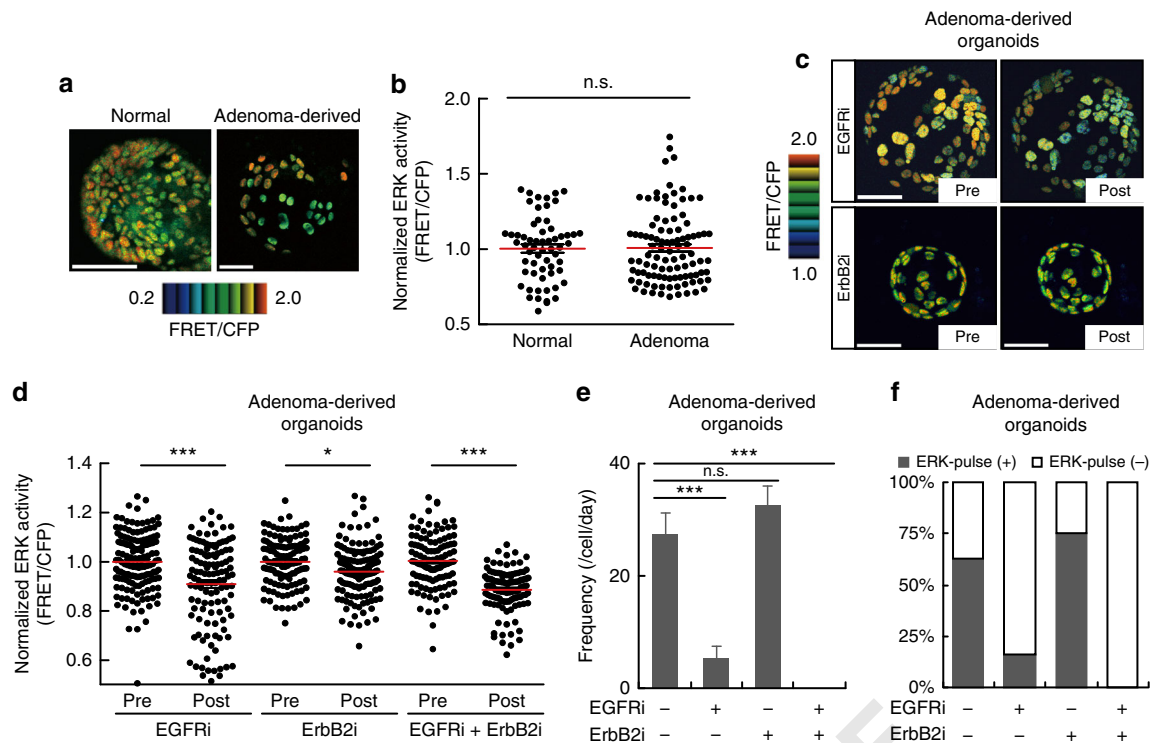 a
Normal Adenoma-derived
0.2 2.0
FRET/CFP
b
n.s.
Normalized ERK activity
(FRET/CFP)
2.0
1.5
1.0
0.5
Normal Adenoma
c
Adenoma-derived
organoids
2.0
FRET/CFP
1.0
EGFRi
Pre Post
ErbB2i
Pre Post
d
Adenoma-derived
organoids
*** * ***
Normalized ERK activity
(FRET/CFP)
1.4
1.2
1.0
0.8
0.6
Pre Post Pre Post Pre Post
EGFRi ErbB2i EGFRi + ErbB2i
e
Adenoma-derived
organoids
***
n.s.
***
Frequency (/cell/day)
40
20
0
EGFRi – + – +
ErbB2i – – + +
f
Adenoma-derived
organoids
ERK-pulse (+) ERK-pulse (–)
100%
75%
50%
25%
0%
EGFRi – + – +
ErbB2i – – + +